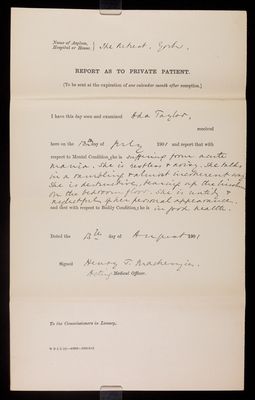 Name of Asylum, Hospital or House. } The Retreat, York.
REPORT AS TO PRIVATE PATIENT.
[To be sent at the expiration of one calendar month after reception.]
I have this day seen and examined Ada Taylor,
received
here on the 13th day of July 1901 and report that with
respect to Mental Condition she is suffering from acute
mania. She is restless & noisy. She talks
in a rambling & almost incoherent way.
She is destructive, tearing up the
on the bedroom floor. She is untidy &
neglectful of her personal appearance.
and that with respect to Bodily Condition she is in good health.
Dated the 13th day of August 1901
Signed Henry J. Mackenzie.
Acting Medical Officer.
To the Commissioners in Lunacy.